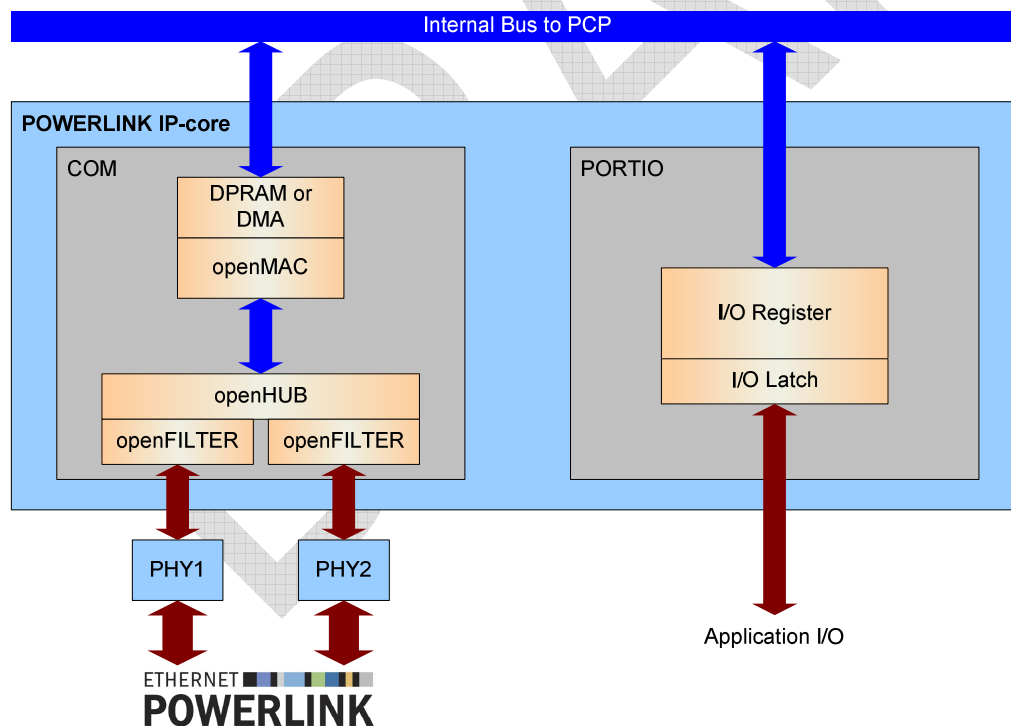 Internal Bus to PCP
POWERLINK IP-core
COM
PORTIO
DPRAM or
DMA
openMAC
I/O Register
I/O Latch
openHUB
openFILTER
openFILTER
PHY1
PHY2
Application I/O
ETHERNET
POWERLINK